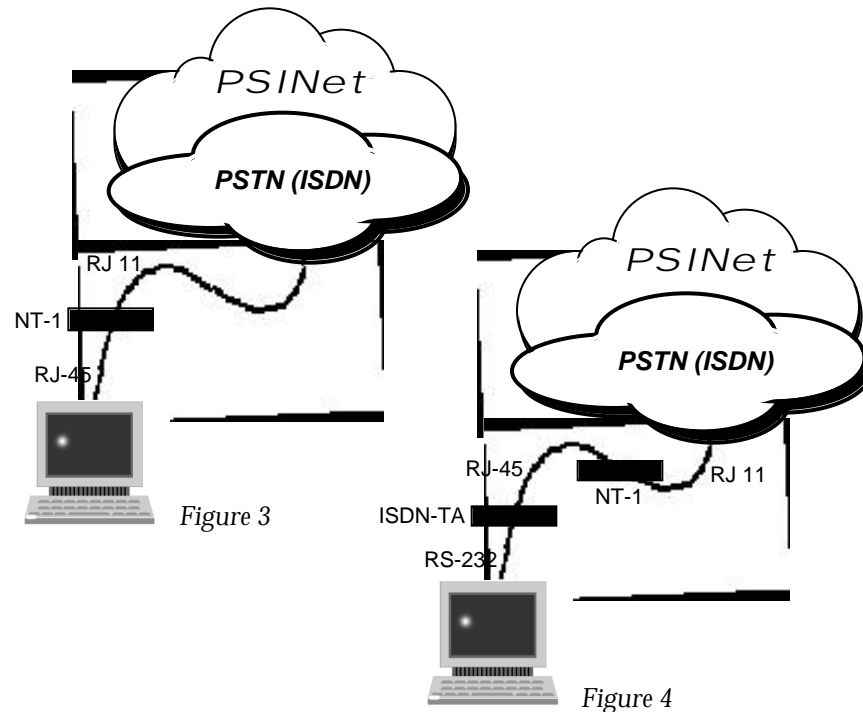 PSINet
PSTN (ISDN)
RJ 11
NT-1
RJ-45
Figure 3
PSINet
PSTN (ISDN)
RJ-45
NT-1
RJ 11
ISDN-TA
RS-232
Figure 4